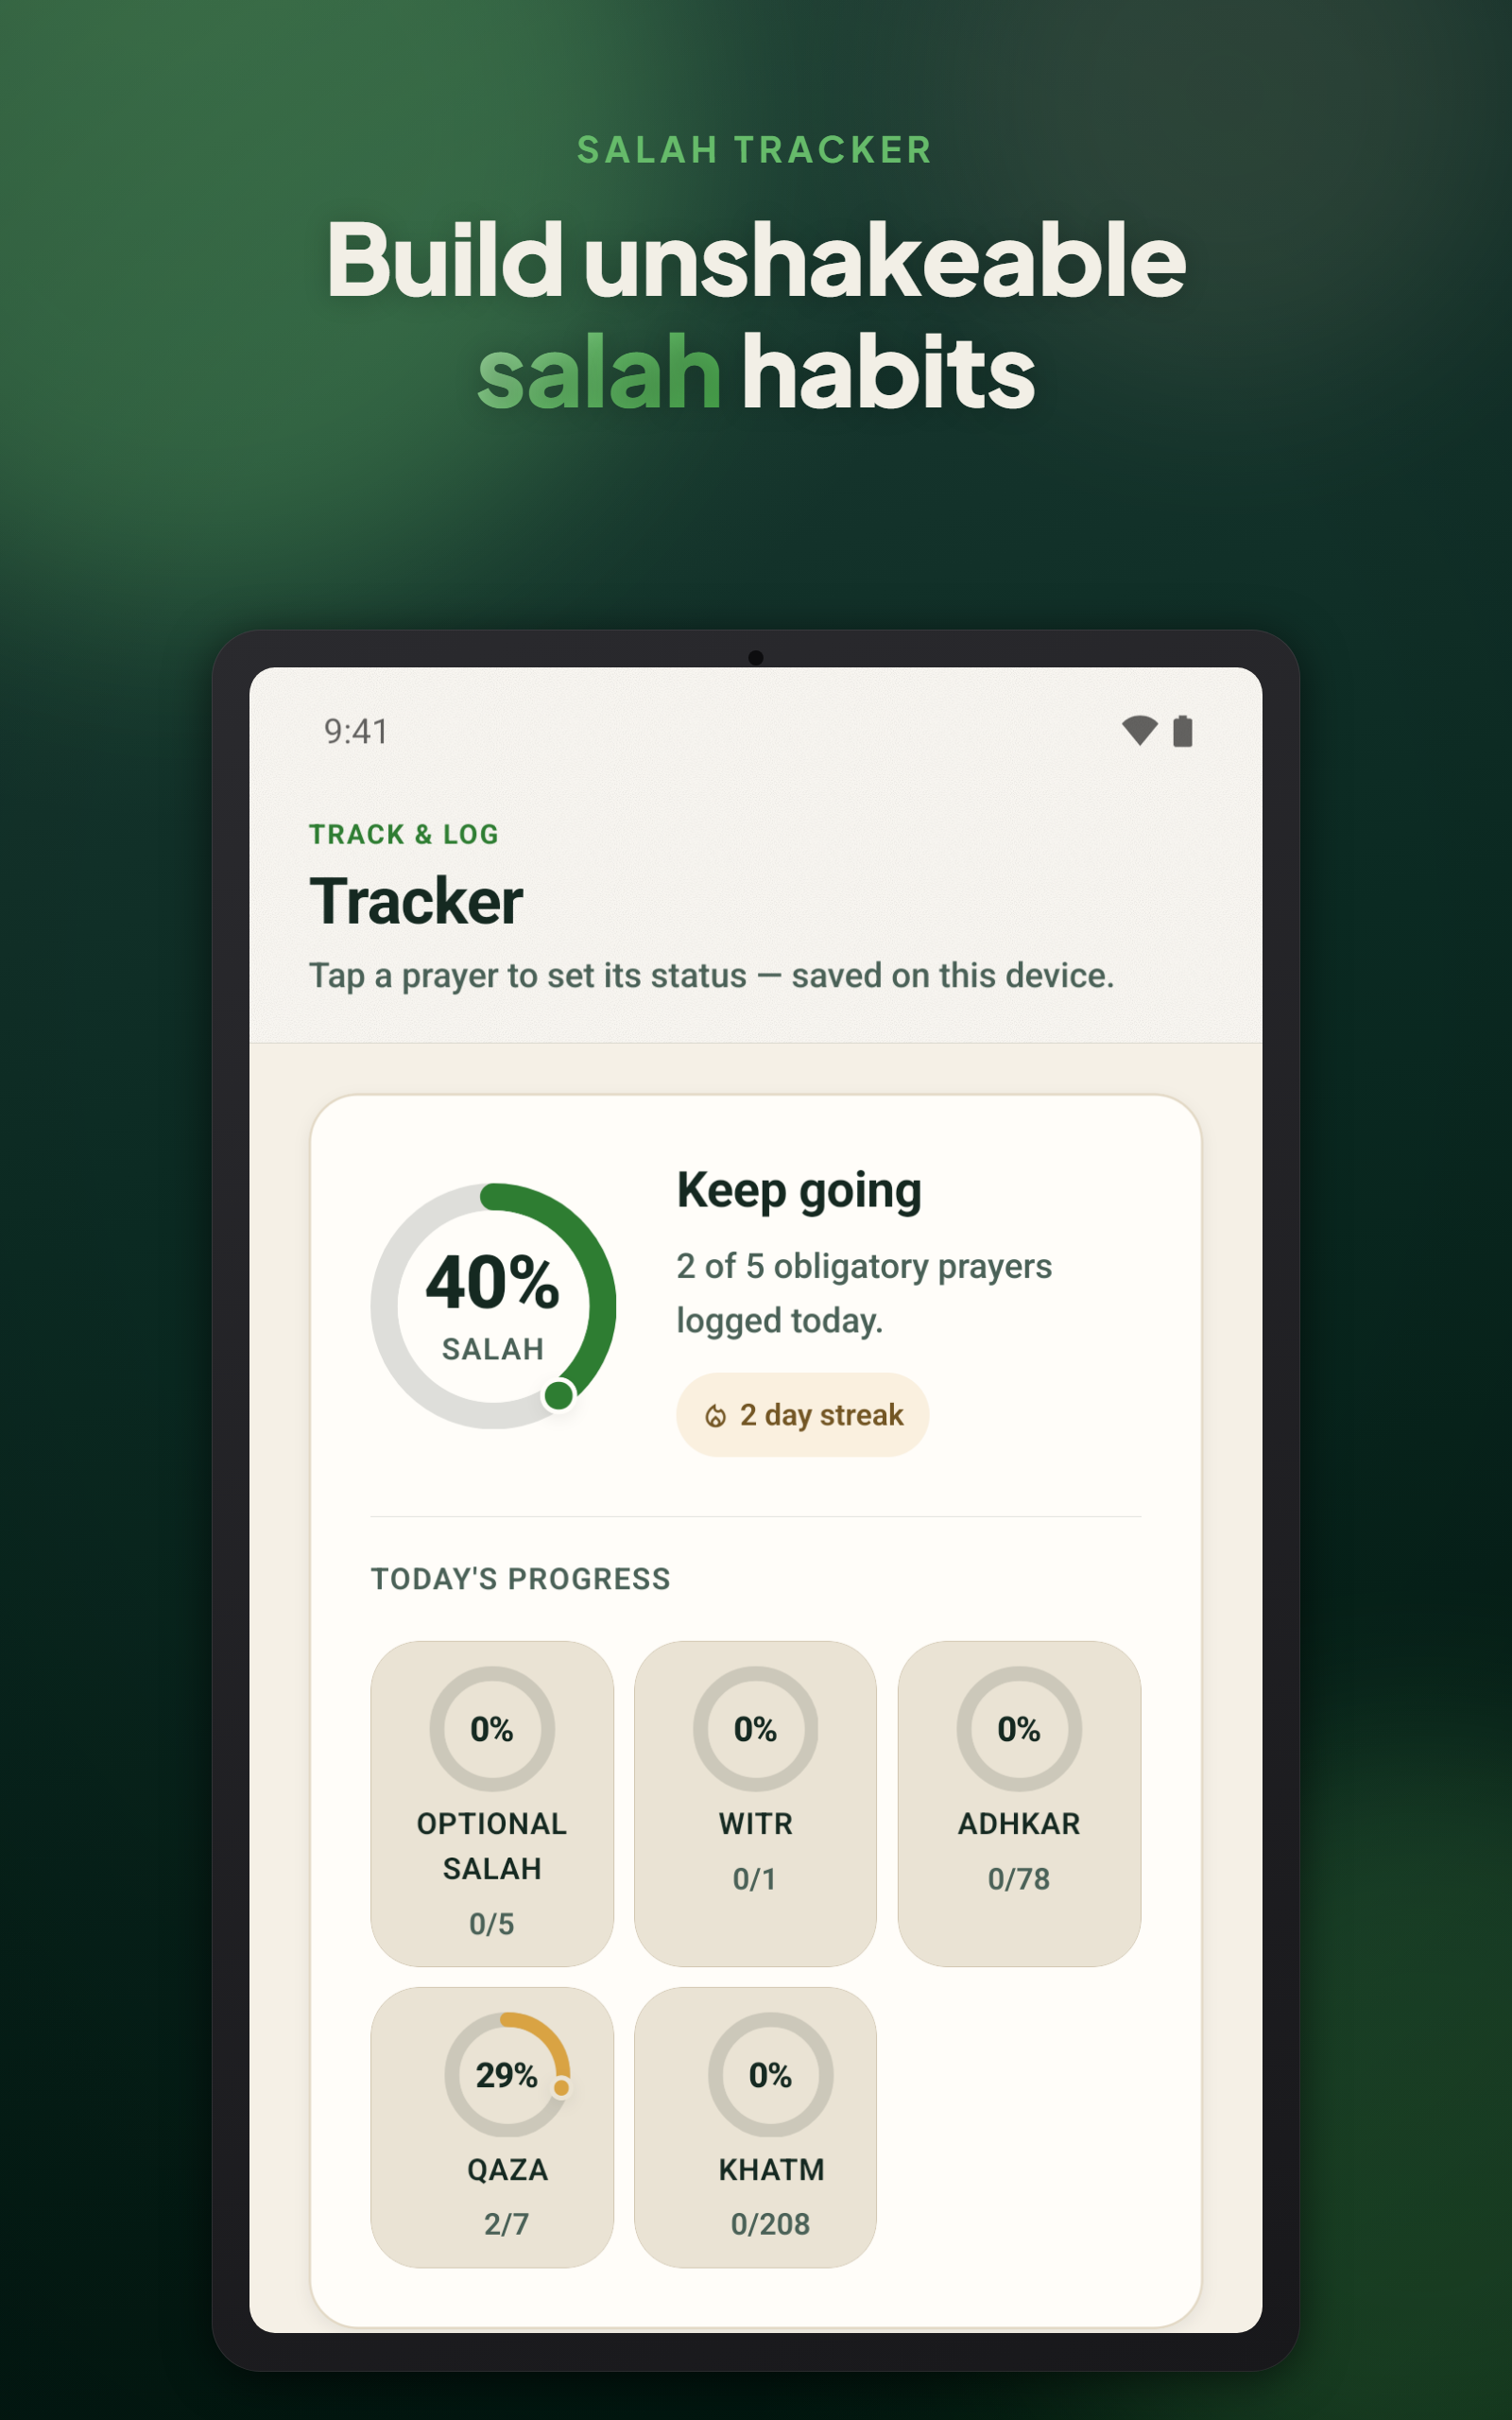 SALAH TRACKER
Build unshakeable
salah habits
9:41
TRACK & LOG
Tracker
Tap a prayer to set its status — saved on this device.
40%
SALAH
Keep going
2 of 5 obligatory prayers
logged today.
2 day streak
TODAY'S PROGRESS
0%
OPTIONAL
SALAH
0/5
0%
WITR
0/1
0%
ADHKAR
0/78
29%
QAZA
2/7
0%
KHATM
0/208